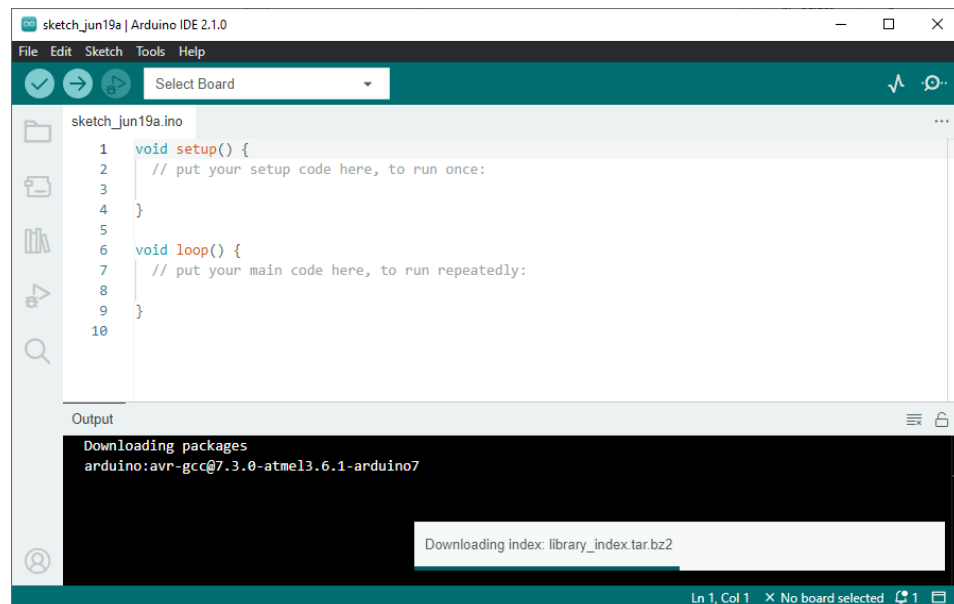 sketch_jun19a | Arduino IDE 2.1.0
File Edit Sketch Tools Help
Select Board
sketch_jun19a.ino
1 void setup() {
2 // put your setup code here, to run once:
3
4 }
5
6 void loop() {
7 // put your main code here, to run repeatedly:
8
9 }
10
Output
Downloading packages
arduino:avr-gcc@7.3.0-atmel3.6.1-arduino7
Downloading index: library_index.tar.bz2
Ln 1, Col 1 × No board selected 1